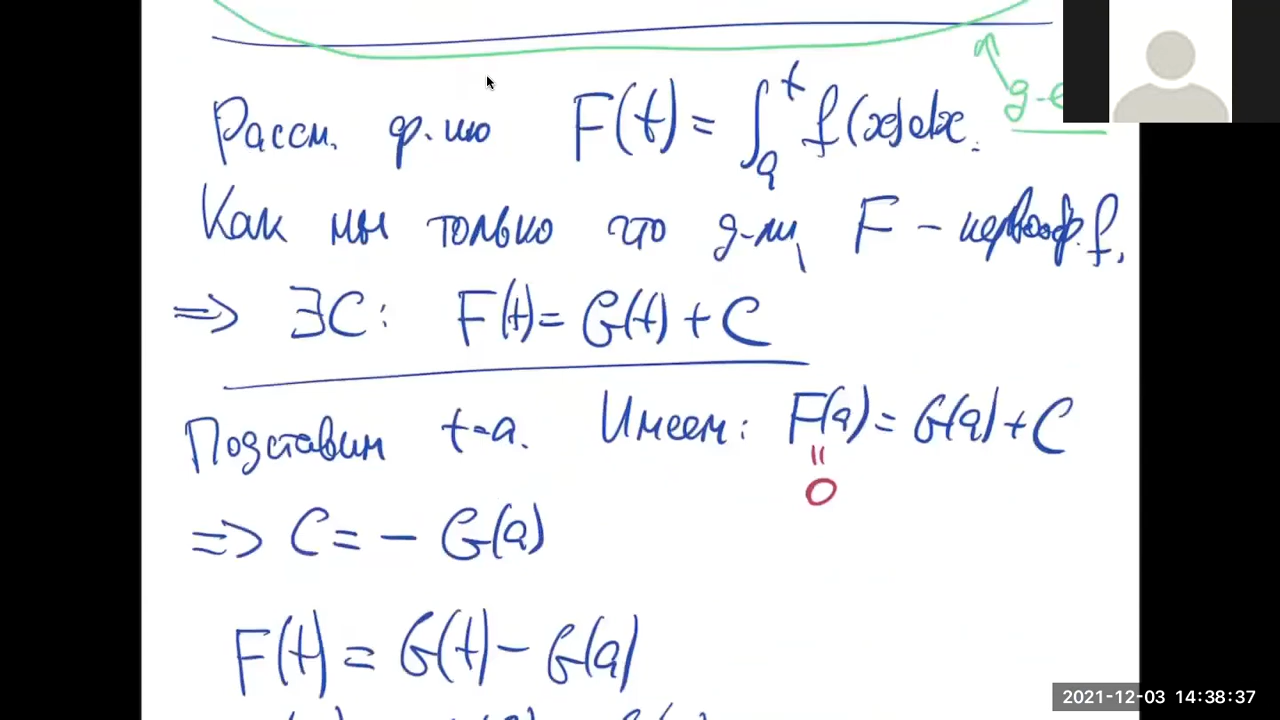 Рассм. ф-ию F(t) = ∫ₐᵗ f(x)dx.
Как мы только что д-ли, F – первообр. f,
=> ∃C: F(t) = G(t) + C
Подставим t=a. Имеем: F(a) = G(a) + C
=
0
=> C = – G(a)
F(t) = G(t) – G(a)
2021-12-03 14:38:37